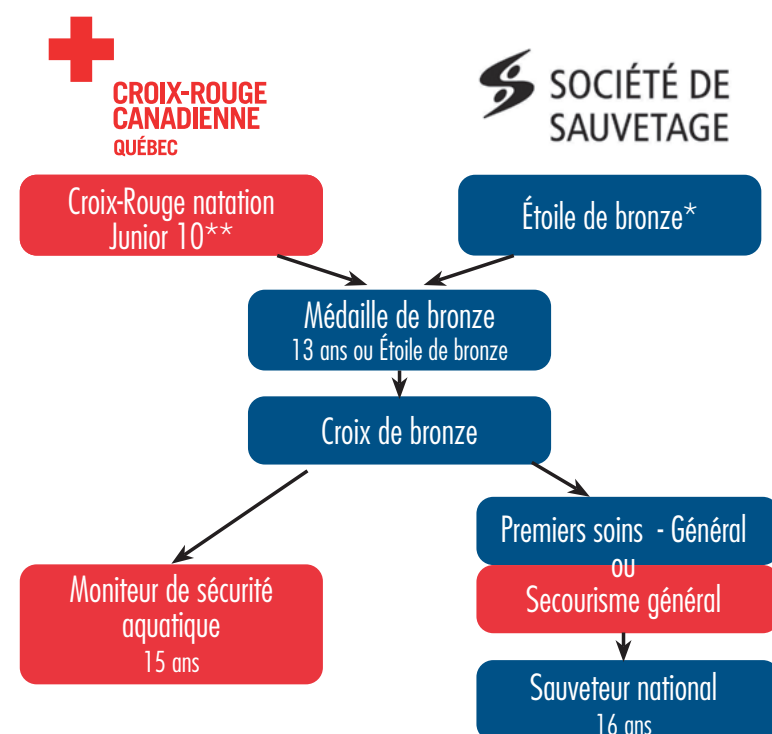 CROIX-ROUGE
CANADIENNE
QUÉBEC
SOCIÉTÉ DE
SAUVETAGE
Croix-Rouge natation
Junior 10**
Étoile de bronze*
Médaille de bronze
13 ans ou Étoile de bronze
Croix de bronze
Premiers soins - Général
ou
Secourisme général
Moniteur de sécurité
aquatique
15 ans
Sauveteur national
16 ans